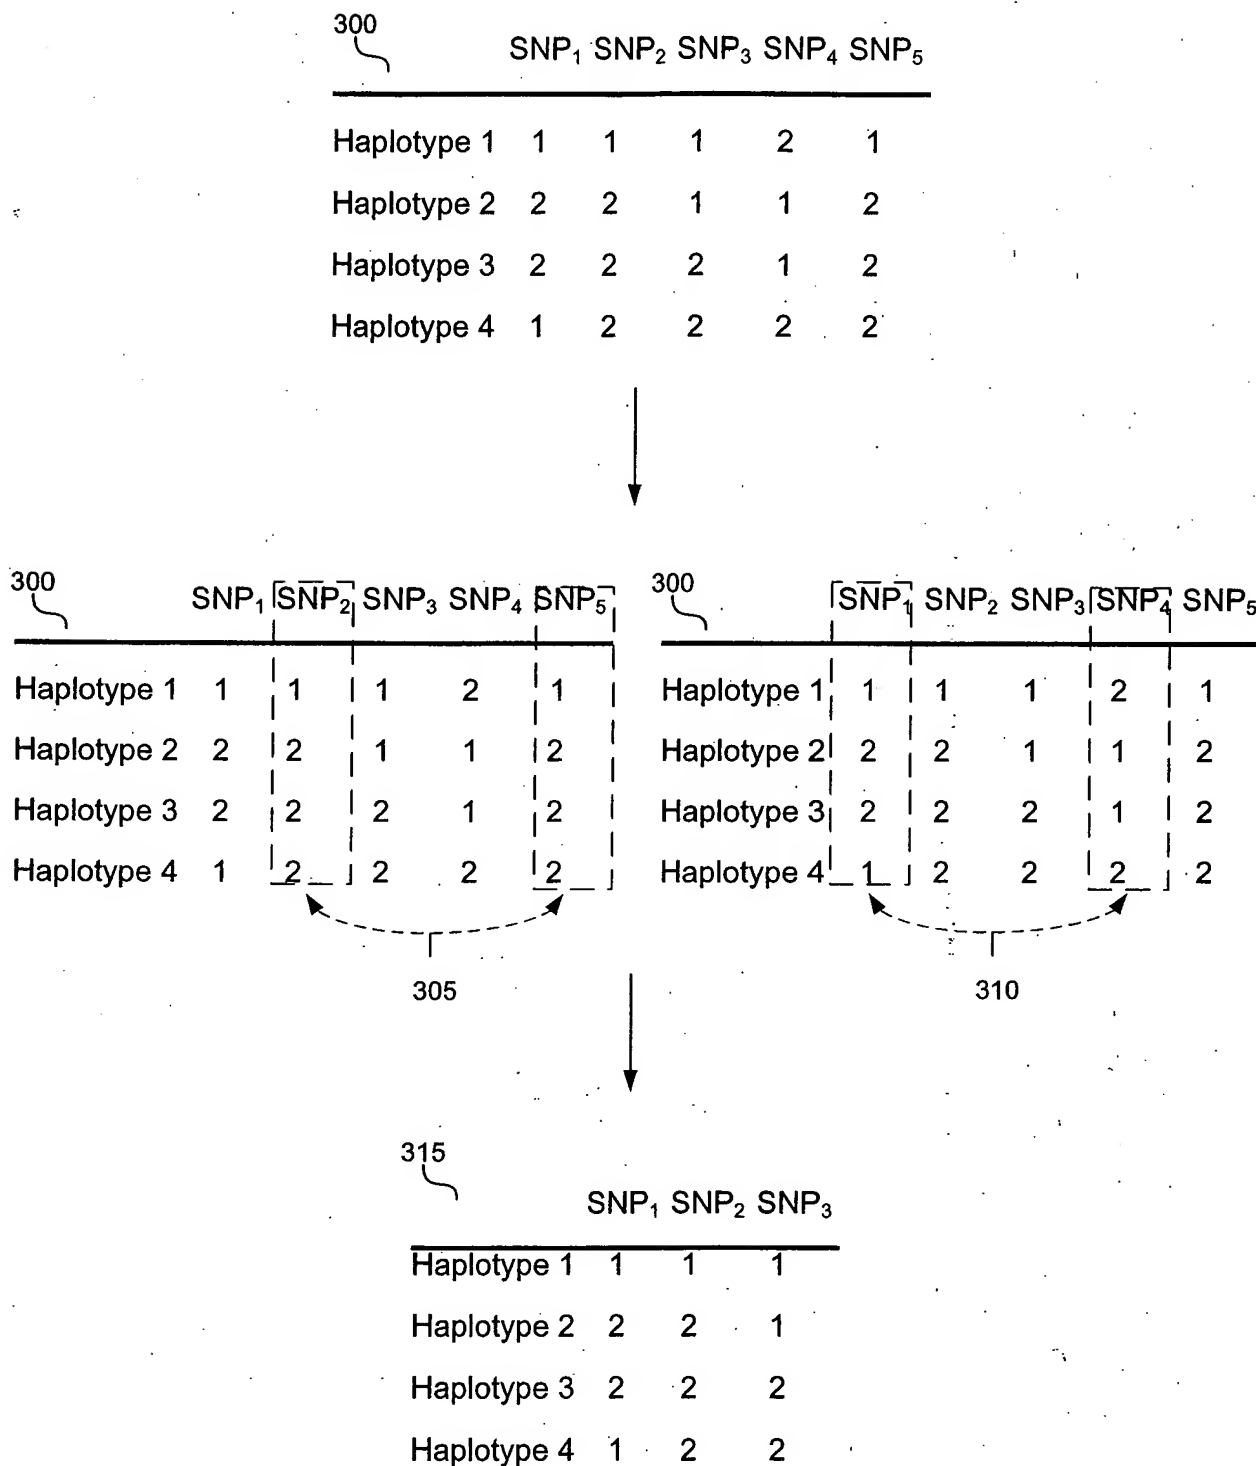 300
SNP₁ SNP₂ SNP₃ SNP₄ SNP₅
Haplotype 1 1 1 1 2 1
Haplotype 2 2 2 1 1 2
Haplotype 3 2 2 2 1 2
Haplotype 4 1 2 2 2 2
300
SNP₁ SNP₂ SNP₃ SNP₄ SNP₅
Haplotype 1 1 1 1 2 1
Haplotype 2 2 2 1 1 2
Haplotype 3 2 2 2 1 2
Haplotype 4 1 2 2 2 2
305
300
SNP₁ SNP₂ SNP₃ SNP₄ SNP₅
Haplotype 1 1 1 1 2 1
Haplotype 2 2 2 1 1 2
Haplotype 3 2 2 2 1 2
Haplotype 4 1 2 2 2 2
310
315
SNP₁ SNP₂ SNP₃
Haplotype 1 1 1 1
Haplotype 2 2 2 1
Haplotype 3 2 2 2
Haplotype 4 1 2 2